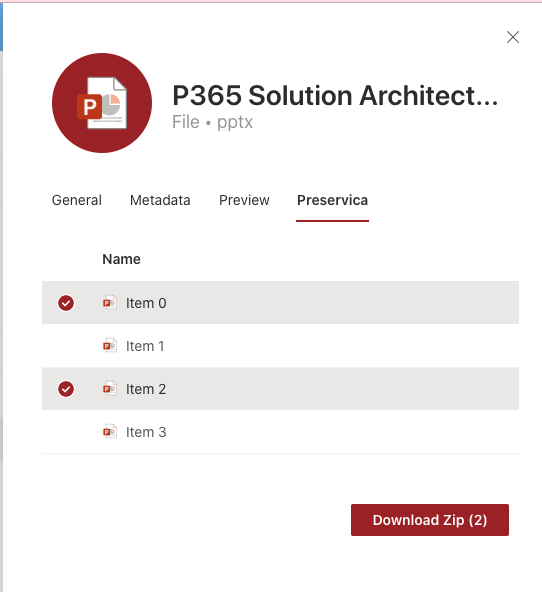 P365 Solution Architect...
File • pptx
General Metadata Preview Preservica
Name
P Item 0
P Item 1
P Item 2
P Item 3
Download Zip (2)